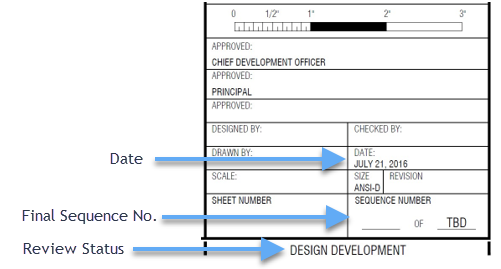 0 1/2" 1" 2" 3"
APPROVED:
CHIEF DEVELOPMENT OFFICER
APPROVED:
PRINCIPAL
APPROVED:
DESIGNED BY: CHECKED BY:
Date DRAWN BY: DATE:
JULY 21, 2016
SCALE: SIZE REVISION
ANSI-D
SHEET NUMBER SEQUENCE NUMBER
Final Sequence No. ____ OF TBD
Review Status DESIGN DEVELOPMENT